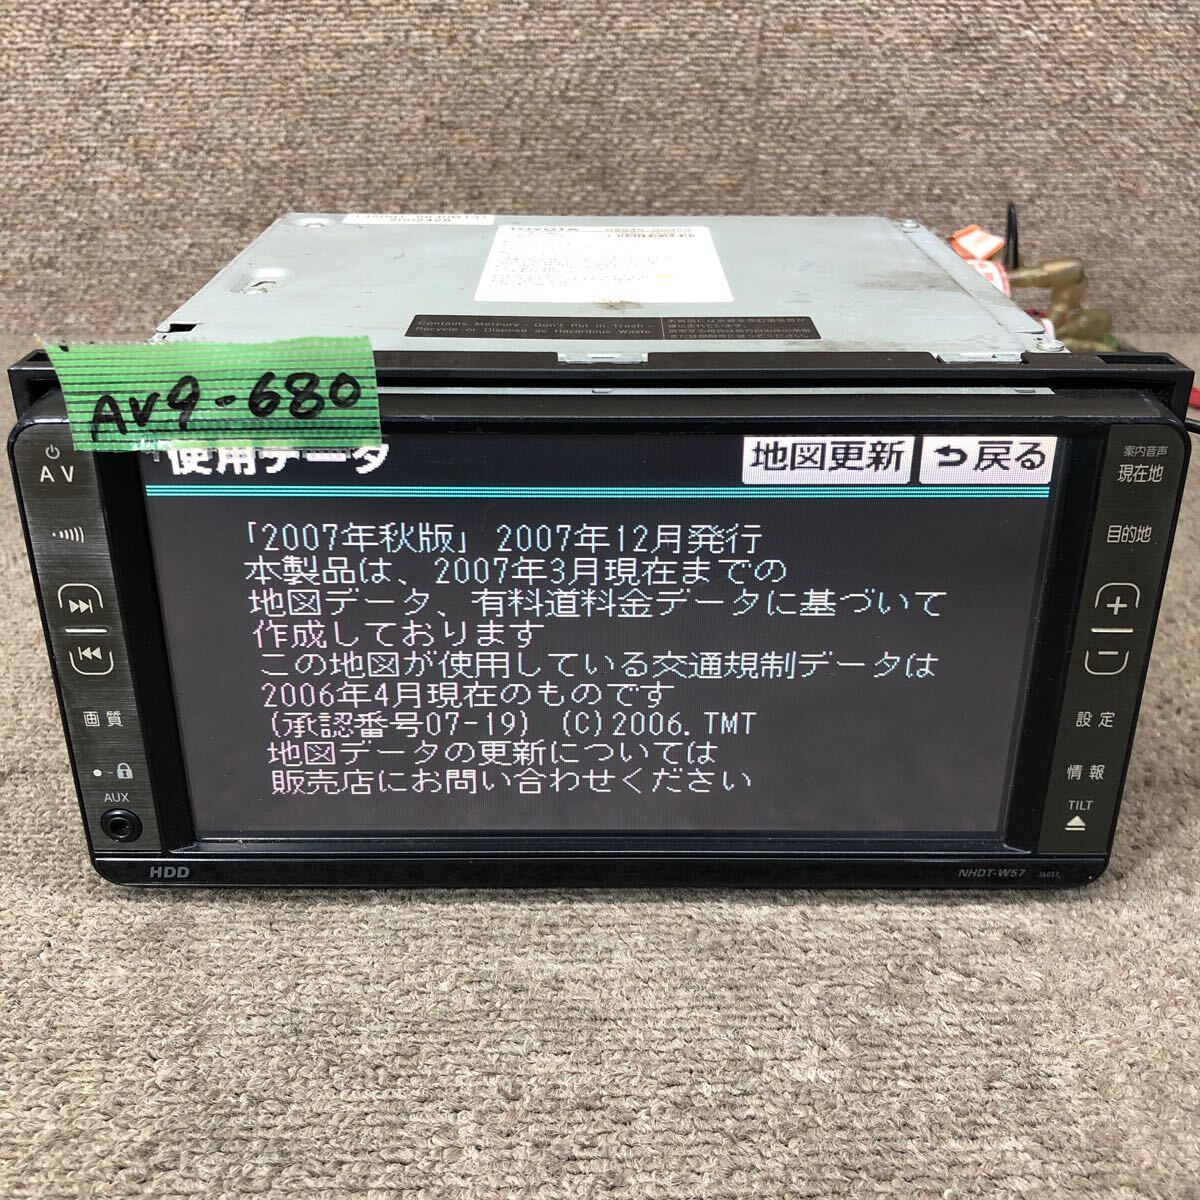 TOYOTA
Contains Mercury - Don't Put In Trash -
Recycle or Dispose as Hazardous Waste
AV9-680
使用データ
地図更新
戻る
「2007年秋版」 2007年12月発行
本製品は、2007年3月現在までの
地図データ、有料道料金データに基づいて
作成しております
この地図が使用している交通規制データは
2006年4月現在のものです
(承認番号07-19) (C)2006.TMT
地図データの更新については
販売店にお問い合わせください
AV
画質
AUX
案内音声
現在地
目的地
+
−
設定
情報
TILT
HDD
NHDT-W57